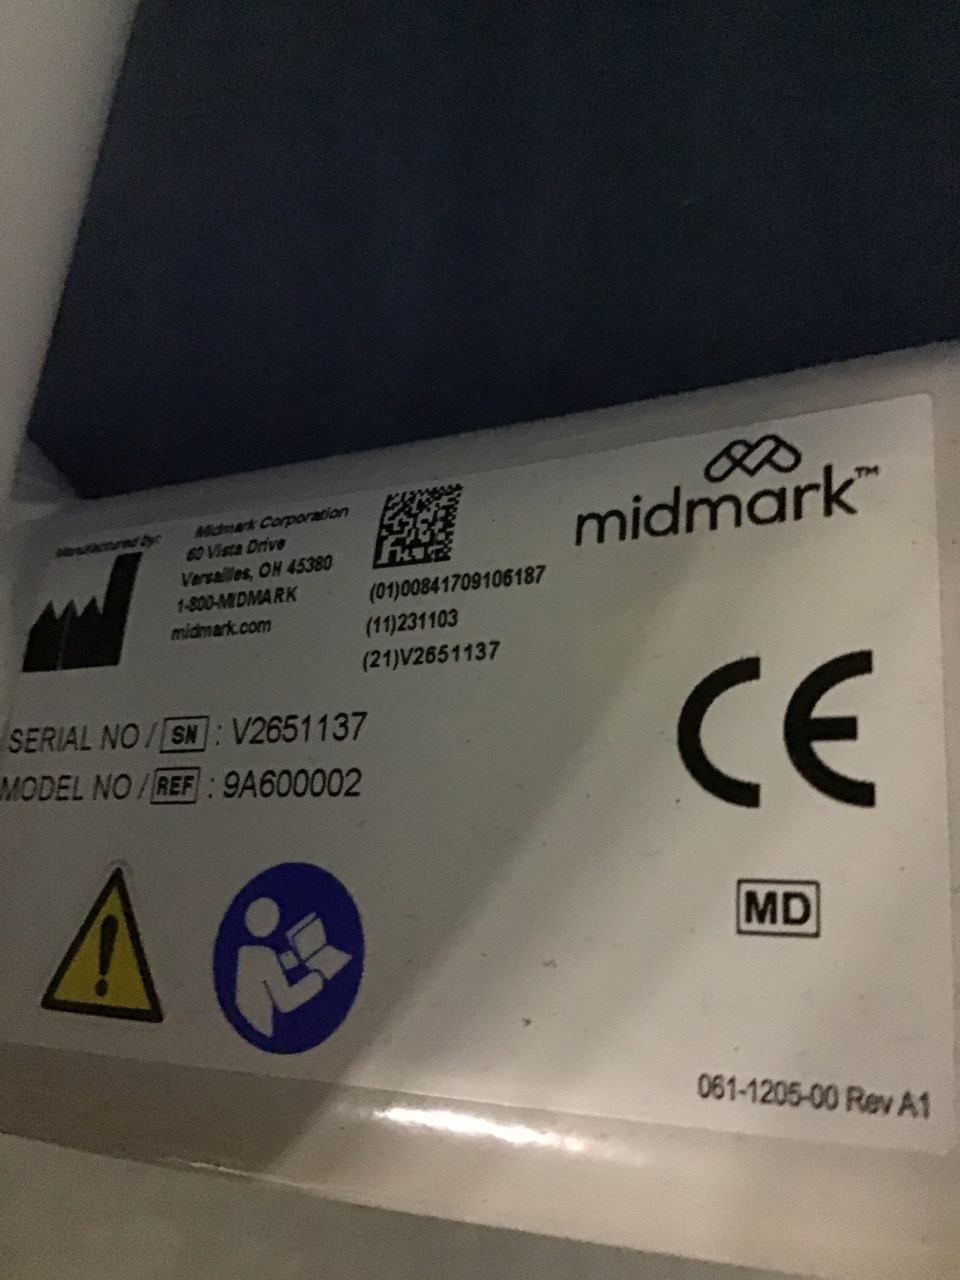 Manufactured by:
Midmark Corporation
60 Vista Drive
Versailles, OH 45380
1-800-MIDMARK
midmark.com
(01)00841709106187
(11)231103
(21)V2651137
midmark™
SERIAL NO / SN : V2651137
MODEL NO / REF : 9A600002
CE
MD
061-1205-00 Rev A1